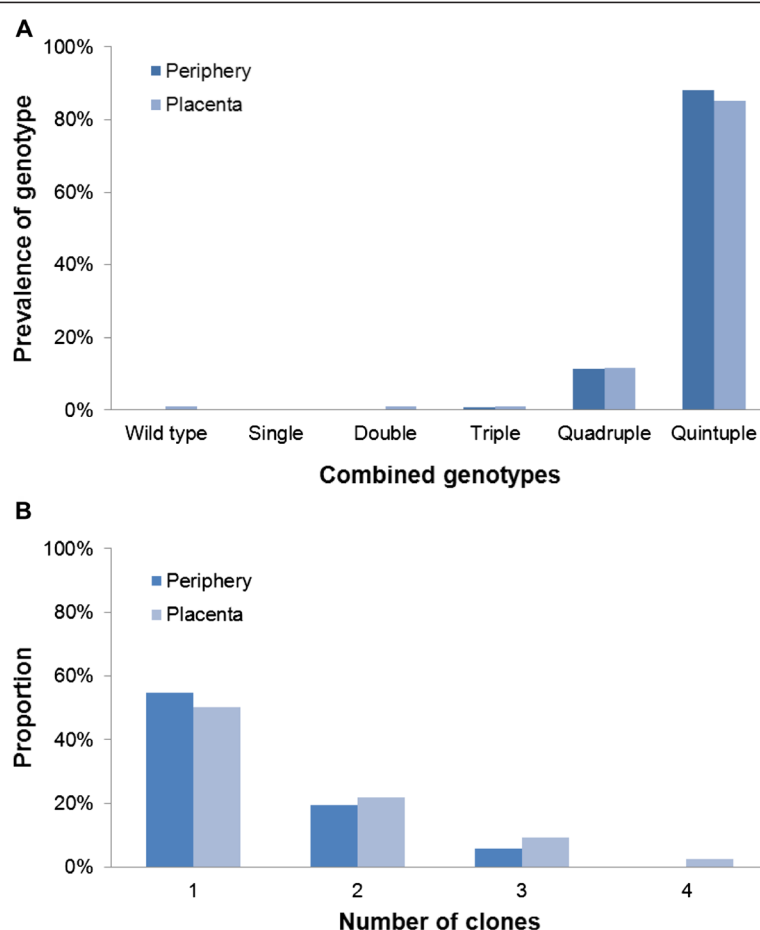 A
100%
80%
60%
40%
20%
0%
Prevalence of genotype
Periphery
Placenta
Wild type Single Double Triple Quadruple Quintuple
Combined genotypes
B
100%
80%
60%
40%
20%
0%
Proportion
Periphery
Placenta
1 2 3 4
Number of clones